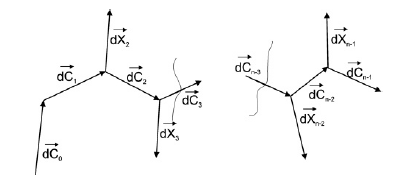 dX₂ dXₙ₋₁
dC₁ dC₂ dCₙ₋₃ dCₙ₋₁
dC₃ dCₙ₋₂
dC₀ dX₃ dXₙ₋₂